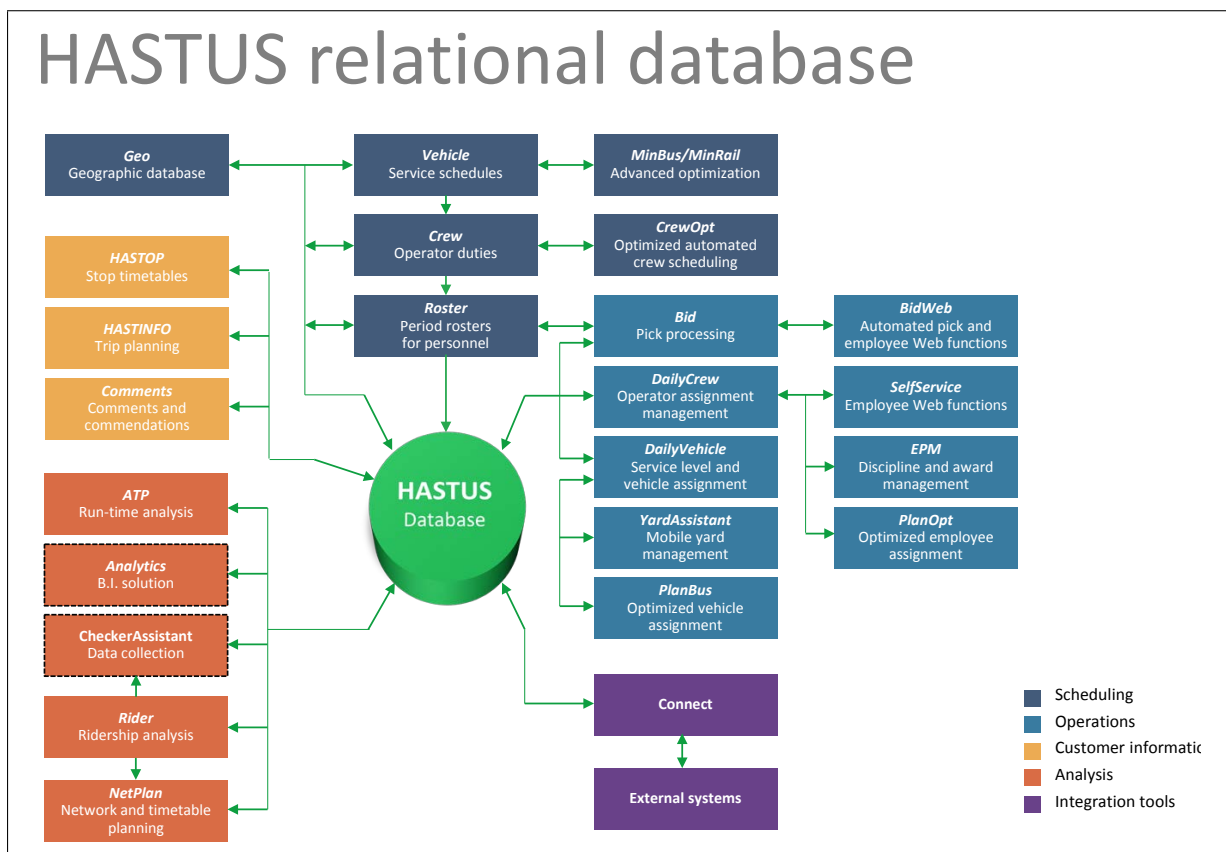 HASTUS relational database
Geo
Geographic database
Vehicle
Service schedules
MinBus/MinRail
Advanced optimization
Crew
Operator duties
CrewOpt
Optimized automated
crew scheduling
HASTOP
Stop timetables
HASTINFO
Trip planning
Comments
Comments and
commendations
Roster
Period rosters
for personnel
Bid
Pick processing
BidWeb
Automated pick and
employee Web functions
DailyCrew
Operator assignment
management
SelfService
Employee Web functions
DailyVehicle
Service level and
vehicle assignment
EPM
Discipline and award
management
YardAssistant
Mobile yard
management
PlanOpt
Optimized employee
assignment
PlanBus
Optimized vehicle
assignment
HASTUS
Database
ATP
Run-time analysis
Analytics
B.I. solution
CheckerAssistant
Data collection
Rider
Ridership analysis
NetPlan
Network and timetable
planning
Connect
External systems
Scheduling
Operations
Customer informatic
Analysis
Integration tools